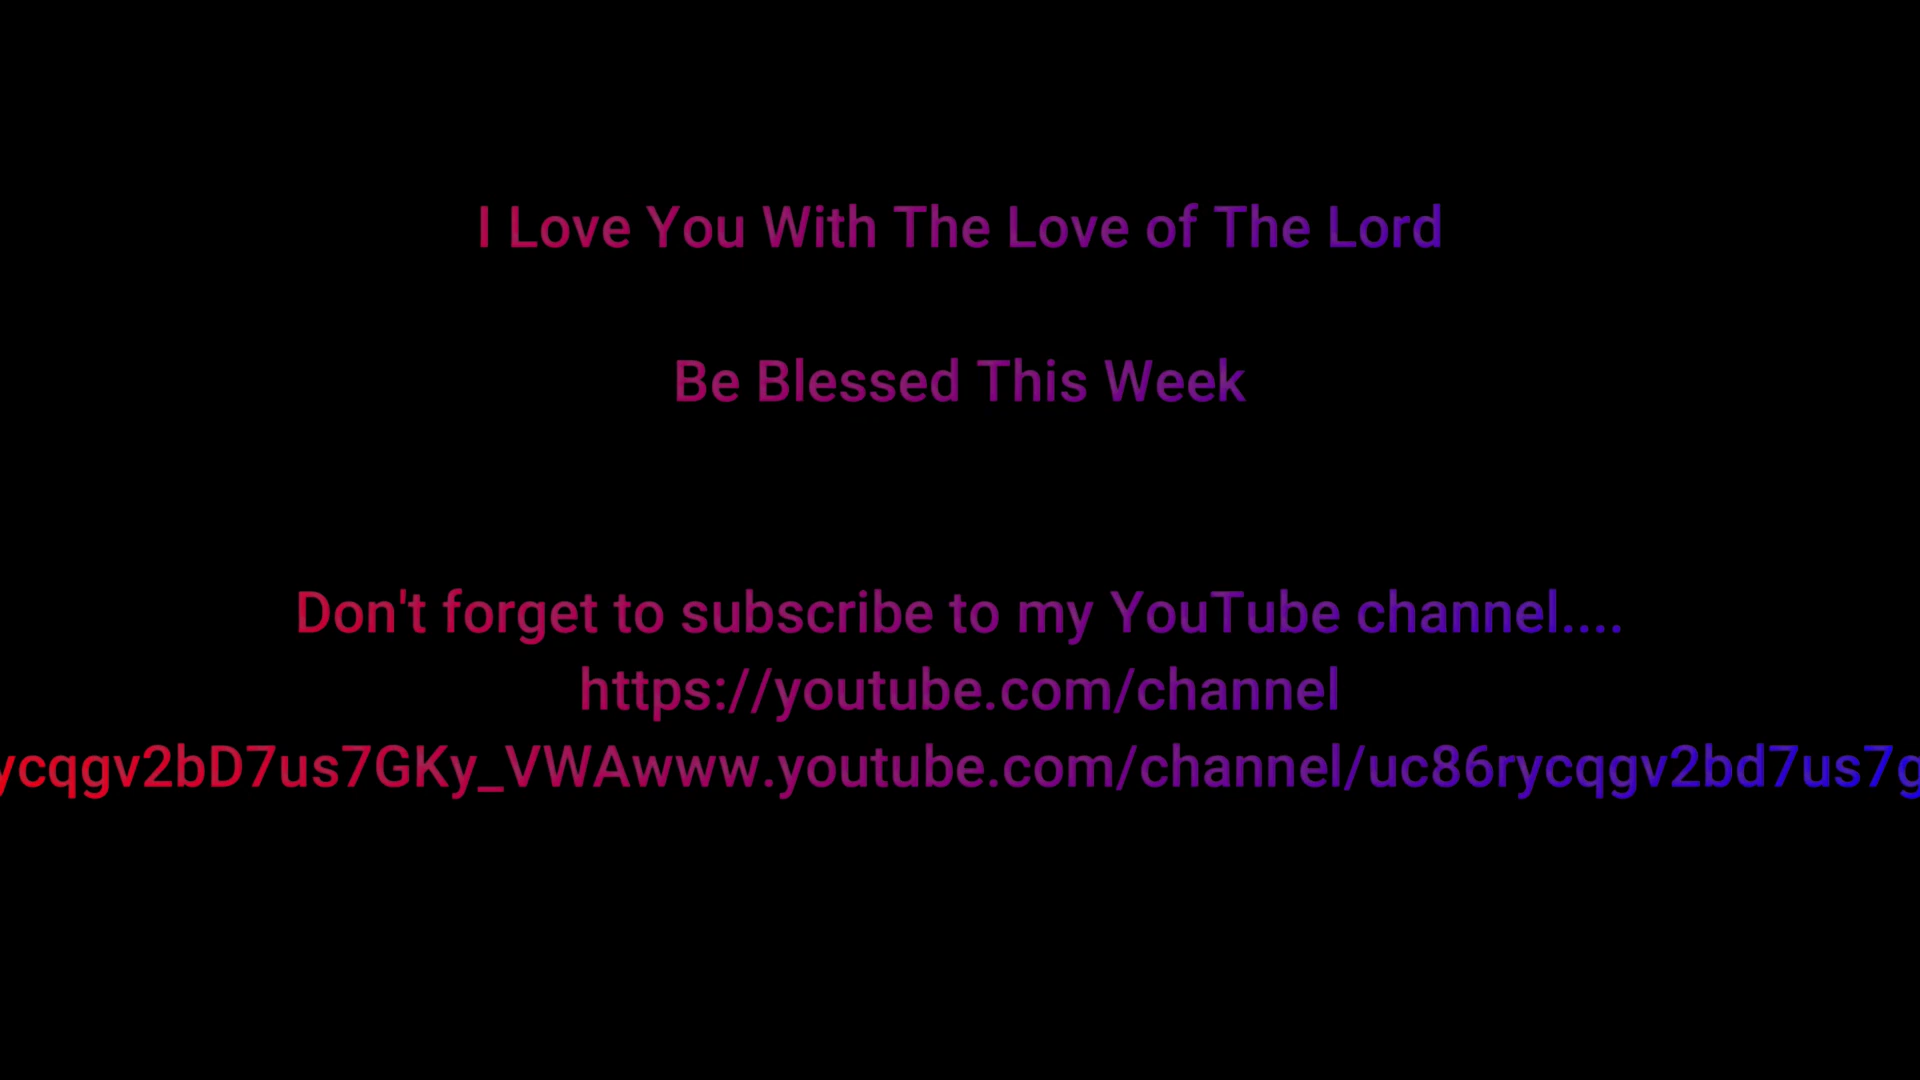 I Love You With The Love of The Lord
Be Blessed This Week
Don't forget to subscribe to my YouTube channel....
https://youtube.com/channel
ycqgv2bD7us7GKy_VWAwww.youtube.com/channel/uc86rycqgv2bd7us7g